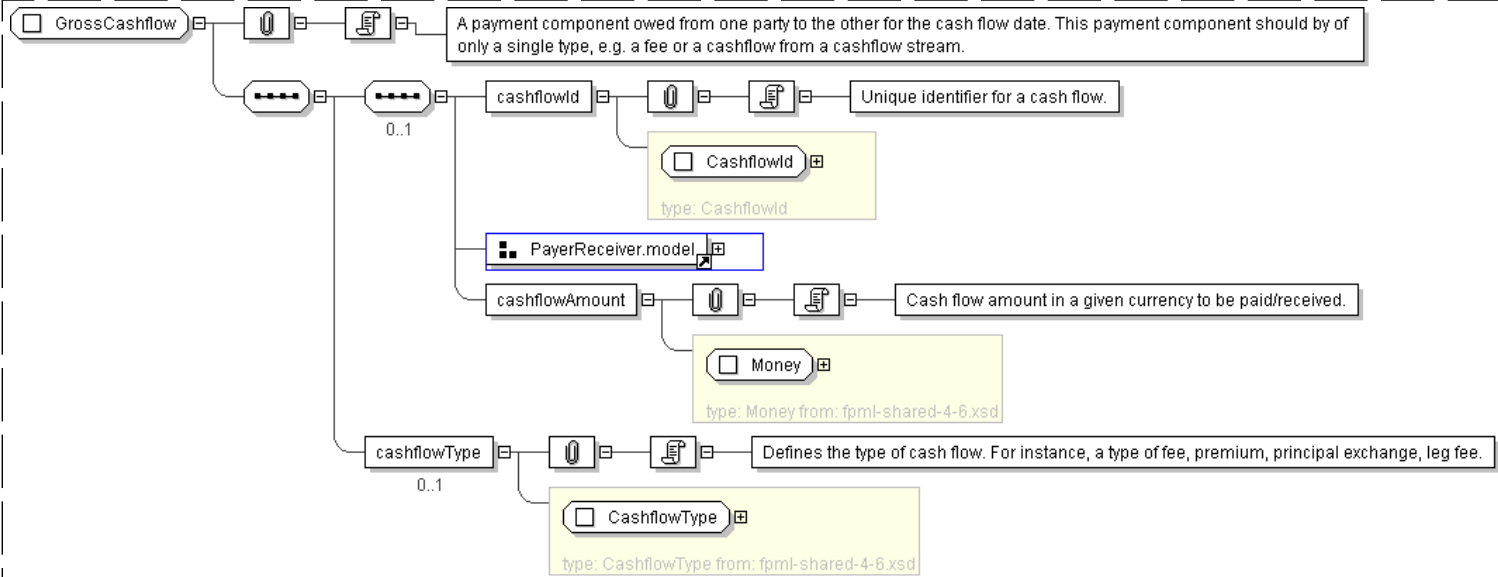 GrossCashflow
A payment component owed from one party to the other for the cash flow date. This payment component should by of
only a single type, e.g. a fee or a cashflow from a cashflow stream.
0..1
cashflowId
Unique identifier for a cash flow.
CashflowId
type: CashflowId
PayerReceiver.model
cashflowAmount
Cash flow amount in a given currency to be paid/received.
Money
type: Money from: fpml-shared-4-6.xsd
cashflowType
0..1
Defines the type of cash flow. For instance, a type of fee, premium, principal exchange, leg fee.
CashflowType
type: CashflowType from: fpml-shared-4-6.xsd